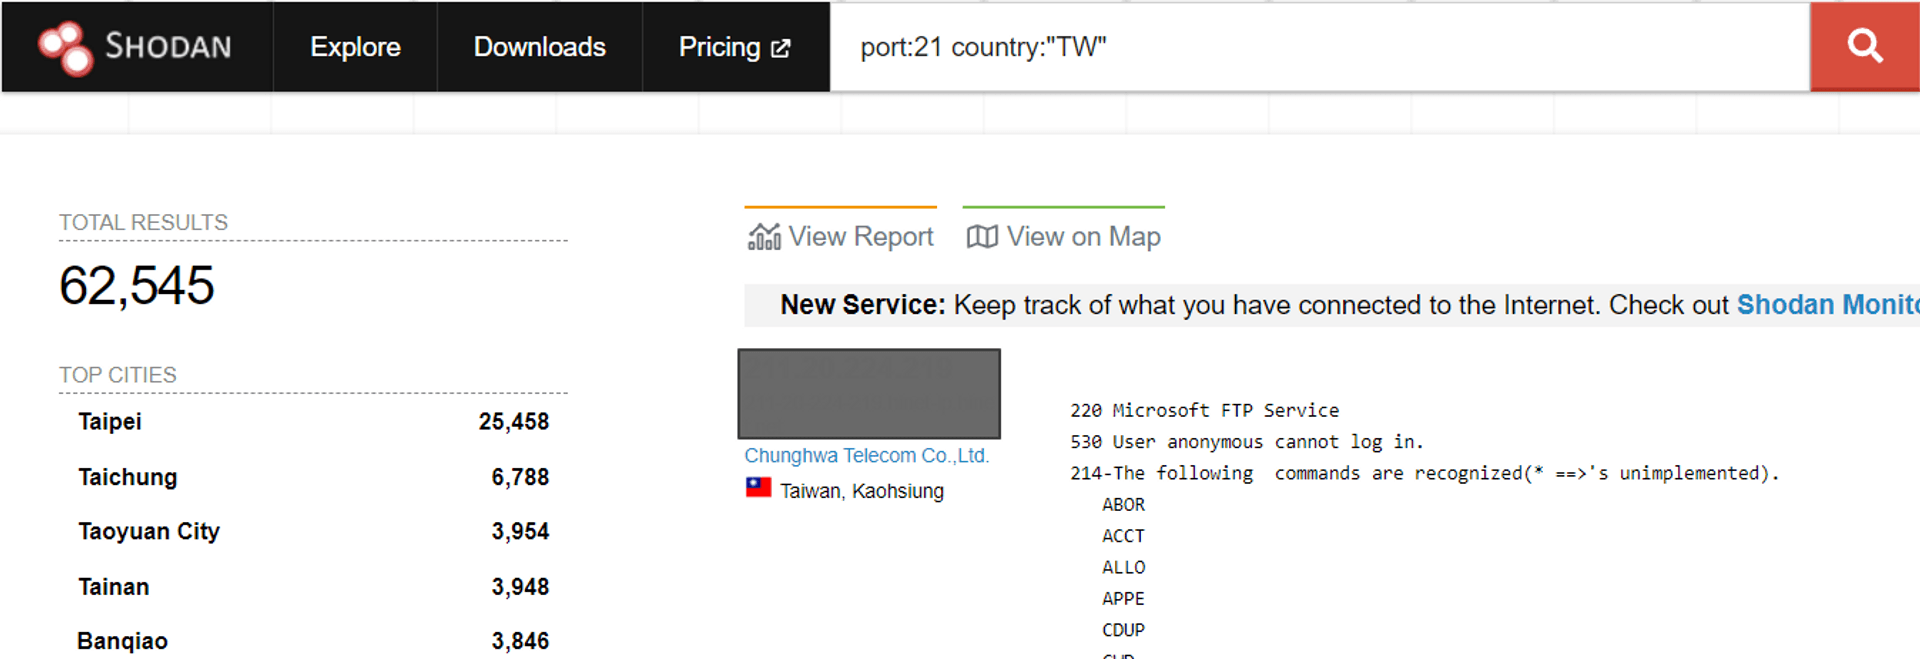 SHODAN Explore Downloads Pricing port:21 country:"TW"
TOTAL RESULTS
62,545
TOP CITIES
Taipei 25,458
Taichung 6,788
Taoyuan City 3,954
Tainan 3,948
Banqiao 3,846
View Report View on Map
New Service: Keep track of what you have connected to the Internet. Check out Shodan
Chunghwa Telecom Co.,Ltd.
Taiwan, Kaohsiung
220 Microsoft FTP Service
530 User anonymous cannot log in.
214-The following  commands are recognized(* ==>'s unimplemented).
ABOR
ACCT
ALLO
APPE
CDUP